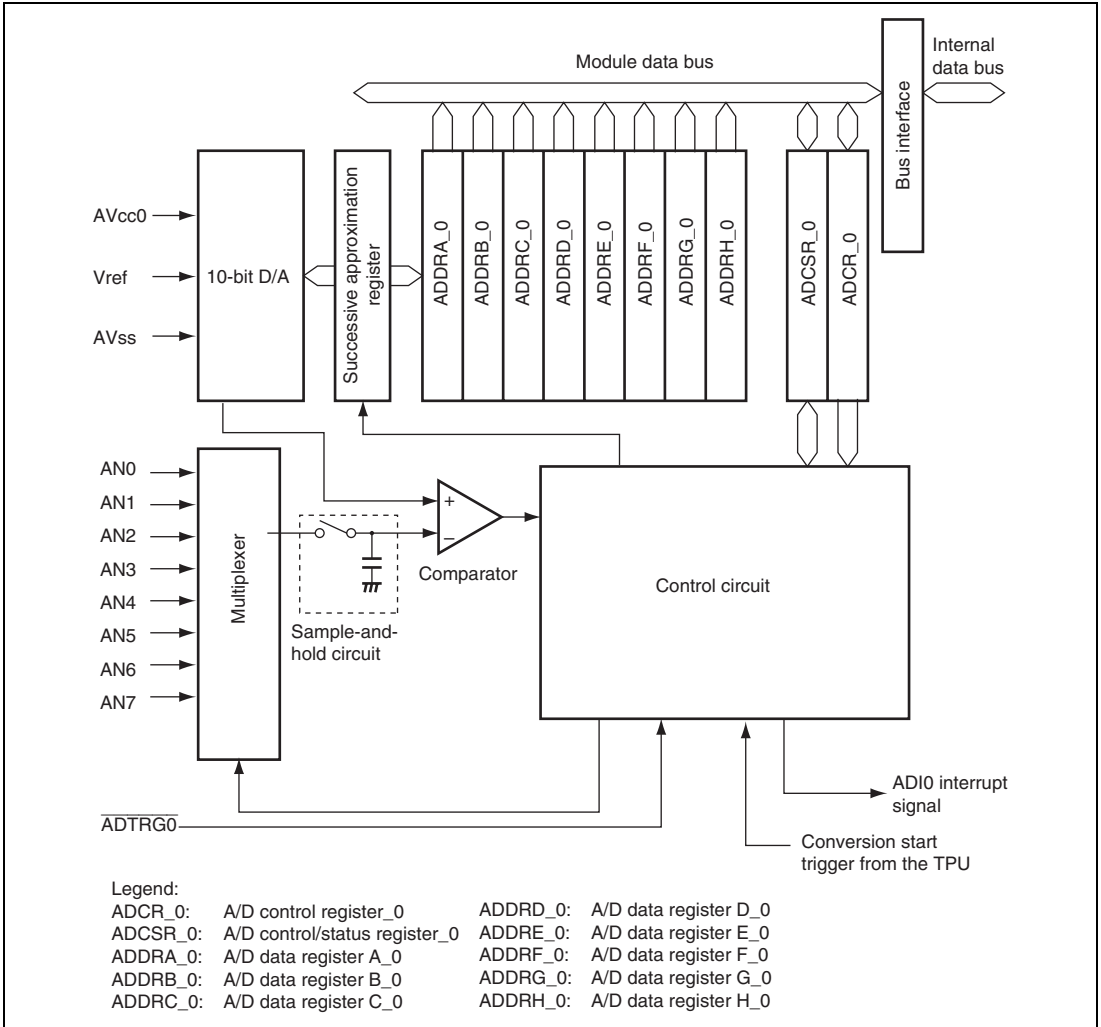 Module data bus
Internal
data bus
Bus interface
AVcc0
Vref
AVss
10-bit D/A
Successive approximation
register
ADDRA_0
ADDRB_0
ADDRC_0
ADDRD_0
ADDRE_0
ADDRF_0
ADDRG_0
ADDRH_0
ADCSR_0
ADCR_0
AN0
AN1
AN2
AN3
AN4
AN5
AN6
AN7
Multiplexer
+
−
Comparator
Sample-and-
hold circuit
Control circuit
ADI0 interrupt
signal
ADTRG0
Conversion start
trigger from the TPU
Legend:
ADCR_0: A/D control register_0
ADCSR_0: A/D control/status register_0
ADDRA_0: A/D data register A_0
ADDRB_0: A/D data register B_0
ADDRC_0: A/D data register C_0
ADDRD_0: A/D data register D_0
ADDRE_0: A/D data register E_0
ADDRF_0: A/D data register F_0
ADDRG_0: A/D data register G_0
ADDRH_0: A/D data register H_0